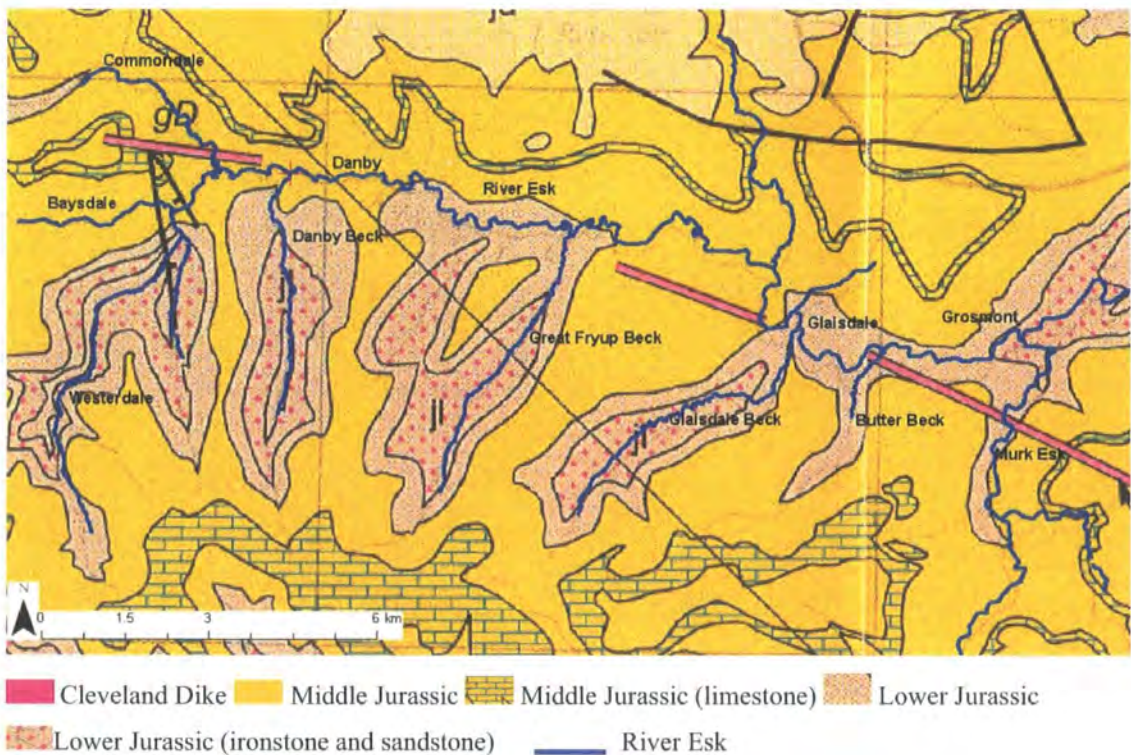 ju
Commondale
gD
Danby
River Esk
Baysdale
Danby Beck
j
Great Fryup Beck
Glaisdale
Grosmont
Westerdale
jl
Glaisdale Beck
jl
Butter Beck
Murk Esk
N
0 1.5 3 6 km
Cleveland Dike Middle Jurassic Middle Jurassic (limestone) Lower Jurassic
Lower Jurassic (ironstone and sandstone) River Esk